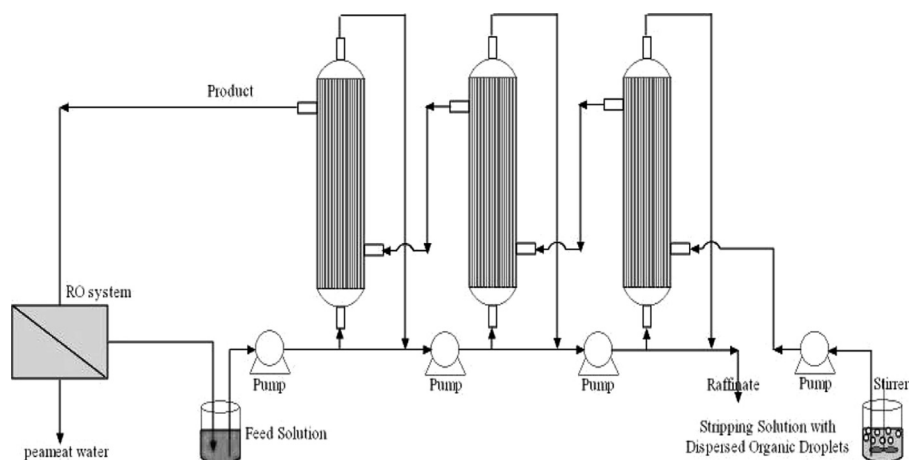 Product
RO system
Pump
Pump
Pump
Pump
Raffinate
Stirrer
Feed Solution
Stripping Solution with
Dispersed Organic Droplets
peameat water